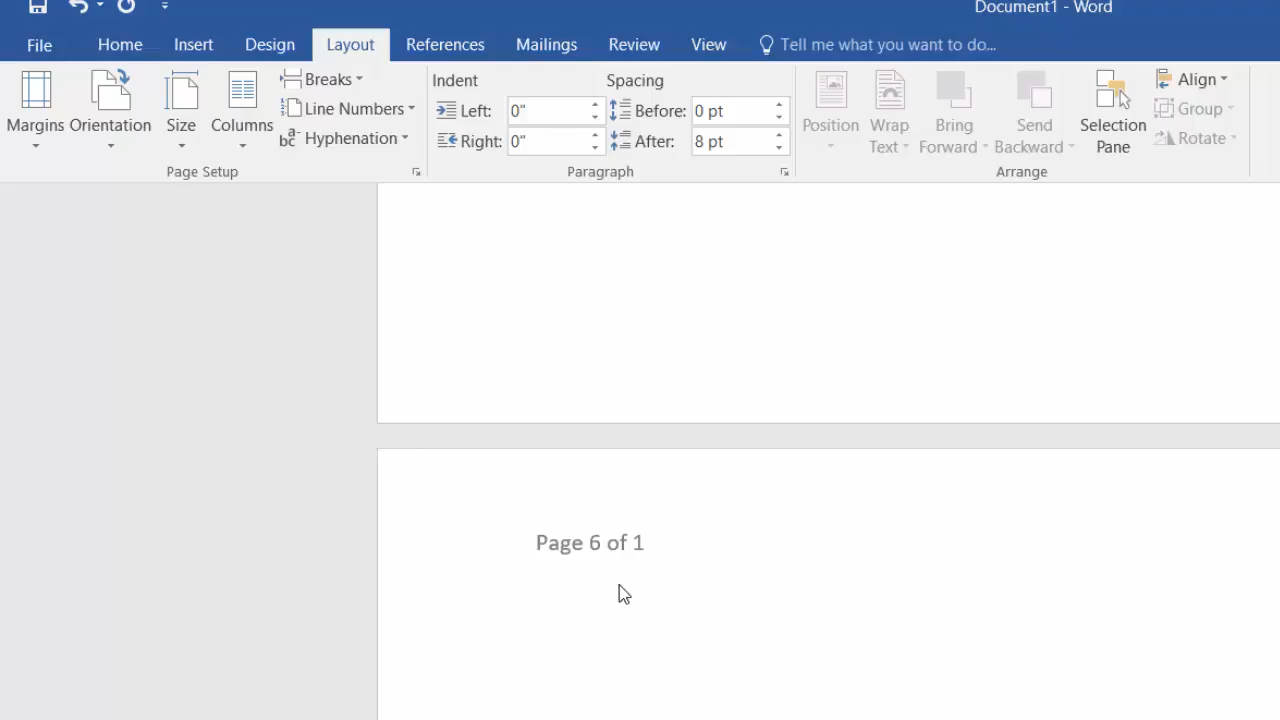 Document1 - Word
File Home Insert Design Layout References Mailings Review View Tell me what you want to do...
Margins Orientation Size Columns
Breaks
Line Numbers
Hyphenation
Page Setup
Indent Spacing
Left: 0" Before: 0 pt
Right: 0" After: 8 pt
Paragraph
Position Wrap Text Bring Forward Send Backward Selection Pane
Align
Group
Rotate
Arrange
Page 6 of 1